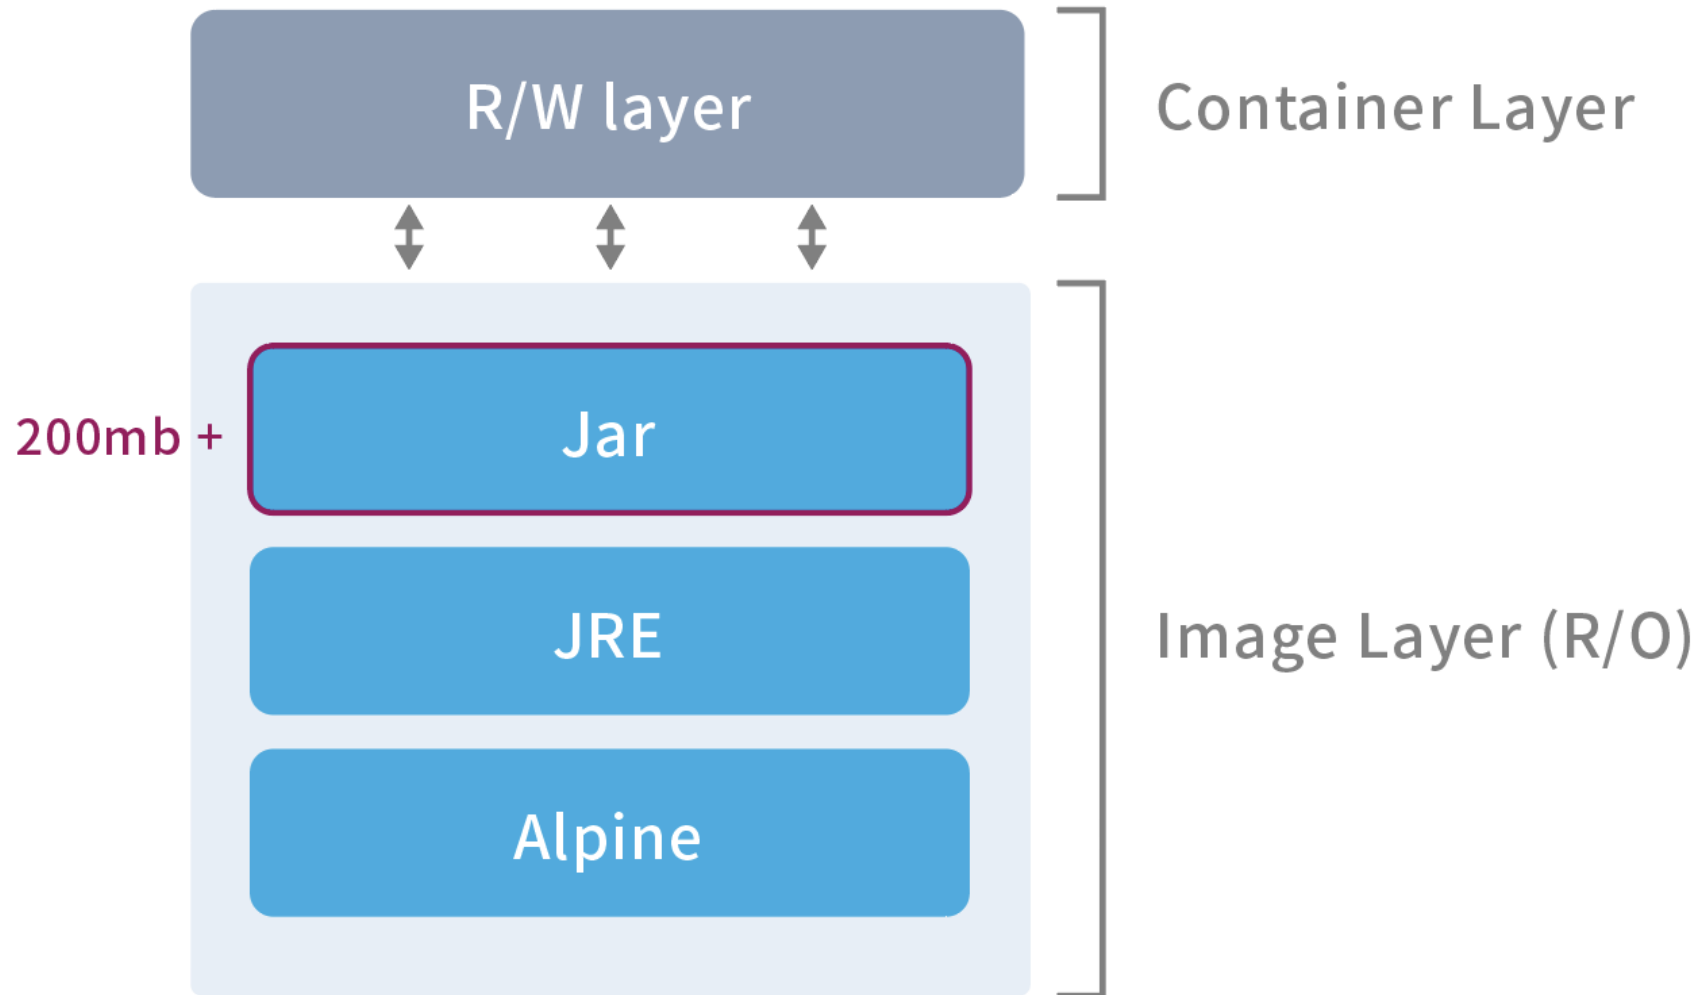 R/W layer
Container Layer
200mb +
Jar
JRE
Image Layer (R/O)
Alpine